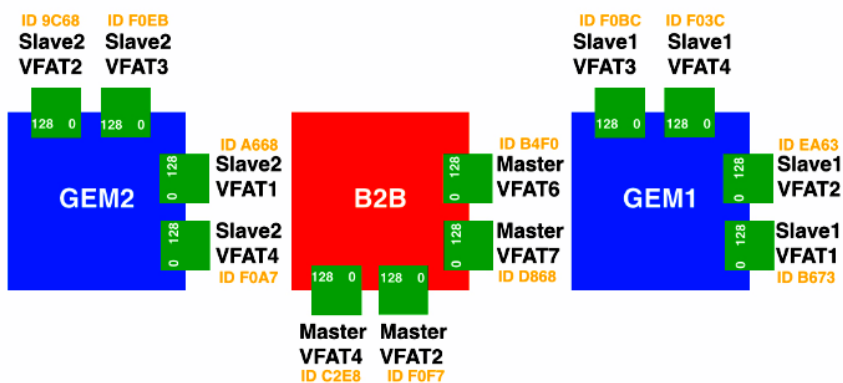 ID 9C68 ID F0EB
Slave2 Slave2
VFAT2 VFAT3
128 0 128 0
ID A668
128 Slave2
0 VFAT1
GEM2
128 Slave2
0 VFAT4
ID F0A7
B2B
ID B4F0
128 Master
0 VFAT6
128 Master
0 VFAT7
ID D868
128 0 128 0
Master Master
VFAT4 VFAT2
ID C2E8 ID F0F7
ID F0BC ID F03C
Slave1 Slave1
VFAT3 VFAT4
128 0 128 0
ID EA63
128 Slave1
0 VFAT2
GEM1
128 Slave1
0 VFAT1
ID B673